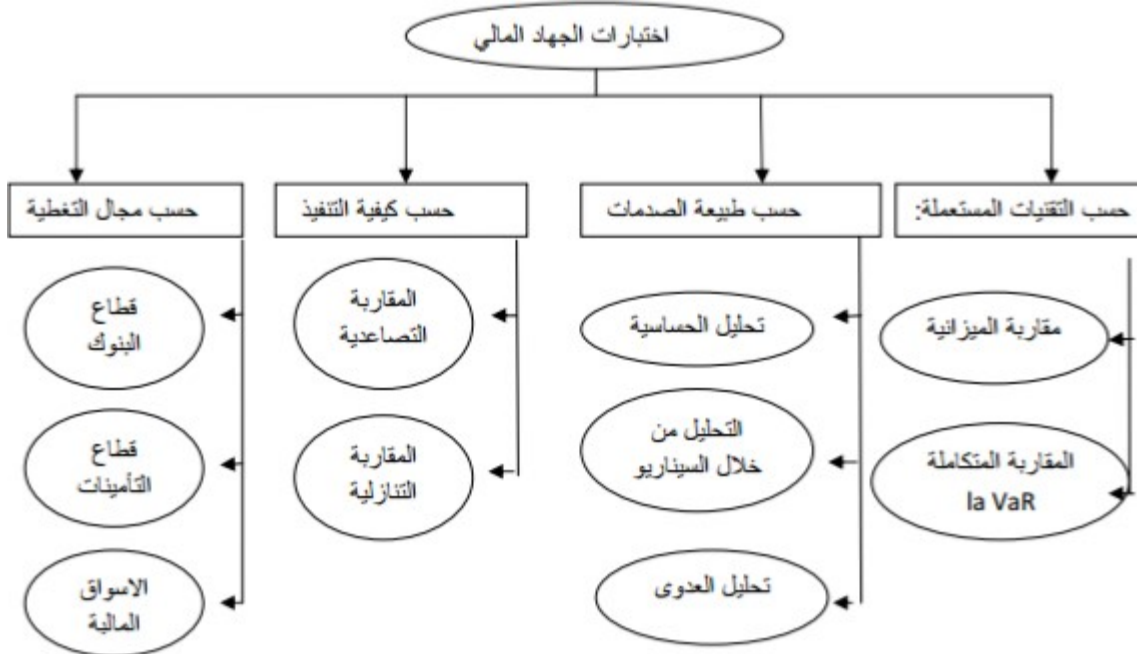 اختبارات الجهاد المالي
حسب التقنيات المستعملة:
حسب طبيعة الصدمات
حسب كيفية التنفيذ
حسب مجال التغطية
مقاربة الميزانية
المقاربة المتكاملة
la VaR
تحليل الحساسية
التحليل من
خلال السيناريو
تحليل العدوى
المقاربة
التصاعدية
المقاربة
التنازلية
قطاع
البنوك
قطاع
التأمينات
الاسواق
المالبة